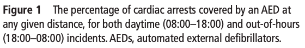 Figure 1 The percentage of cardiac arrests covered by an AED at
any given distance, for both daytime (08:00–18:00) and out-of-hours
(18:00–08:00) incidents. AEDs, automated external defibrillators.